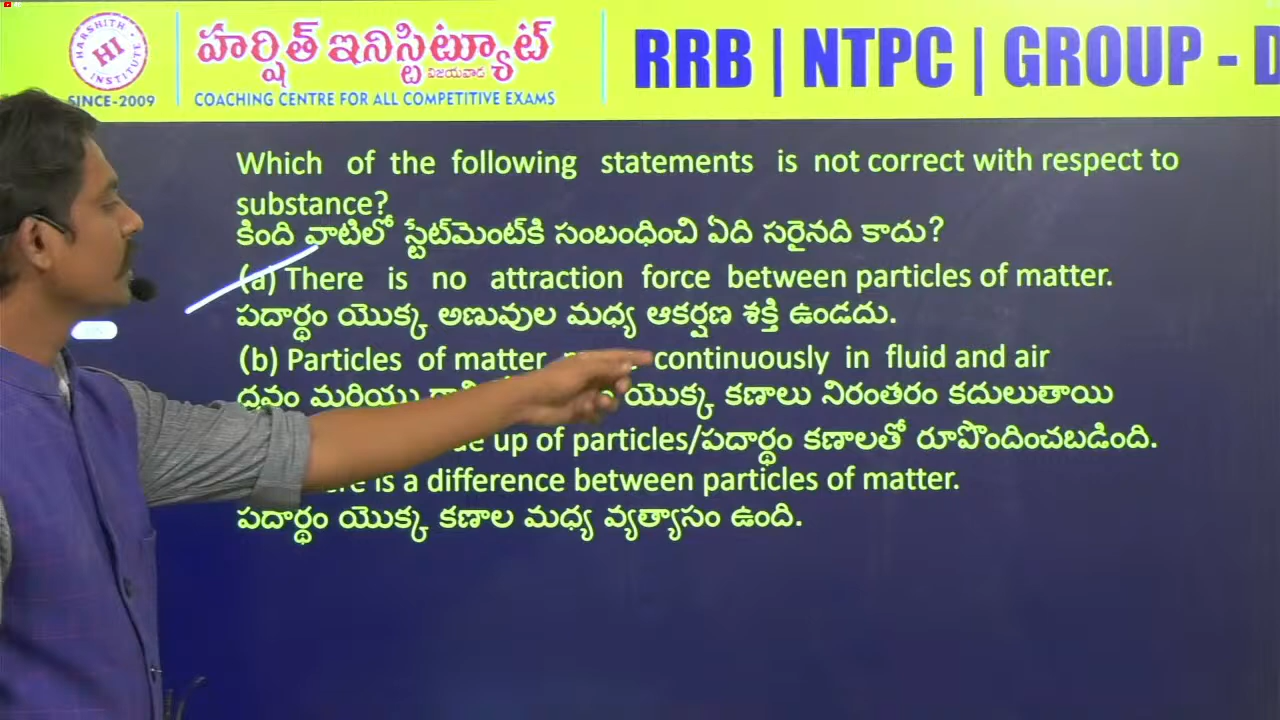 HARSHITH
HI
INSTITUTE
SINCE-2009
హర్షిత్ ఇనిస్టిట్యూట్
విజయవాడ
COACHING CENTRE FOR ALL COMPETITIVE EXAMS
RRB | NTPC | GROUP - D
Which of the following statements is not correct with respect to
substance?
కింది వాటిలో స్టేట్‌మెంట్‌కి సంబంధించి ఏది సరైనది కాదు?
(a) There is no attraction force between particles of matter.
పదార్థం యొక్క అణువుల మధ్య ఆకర్షణ శక్తి ఉండదు.
(b) Particles of matter continuously in fluid and air
ద్రవం మరియు యొక్క కణాలు నిరంతరం కదులుతాయి
up of particles/పదార్థం కణాలతో రూపొందించబడింది.
is a difference between particles of matter.
పదార్థం యొక్క కణాల మధ్య వ్యత్యాసం ఉంది.